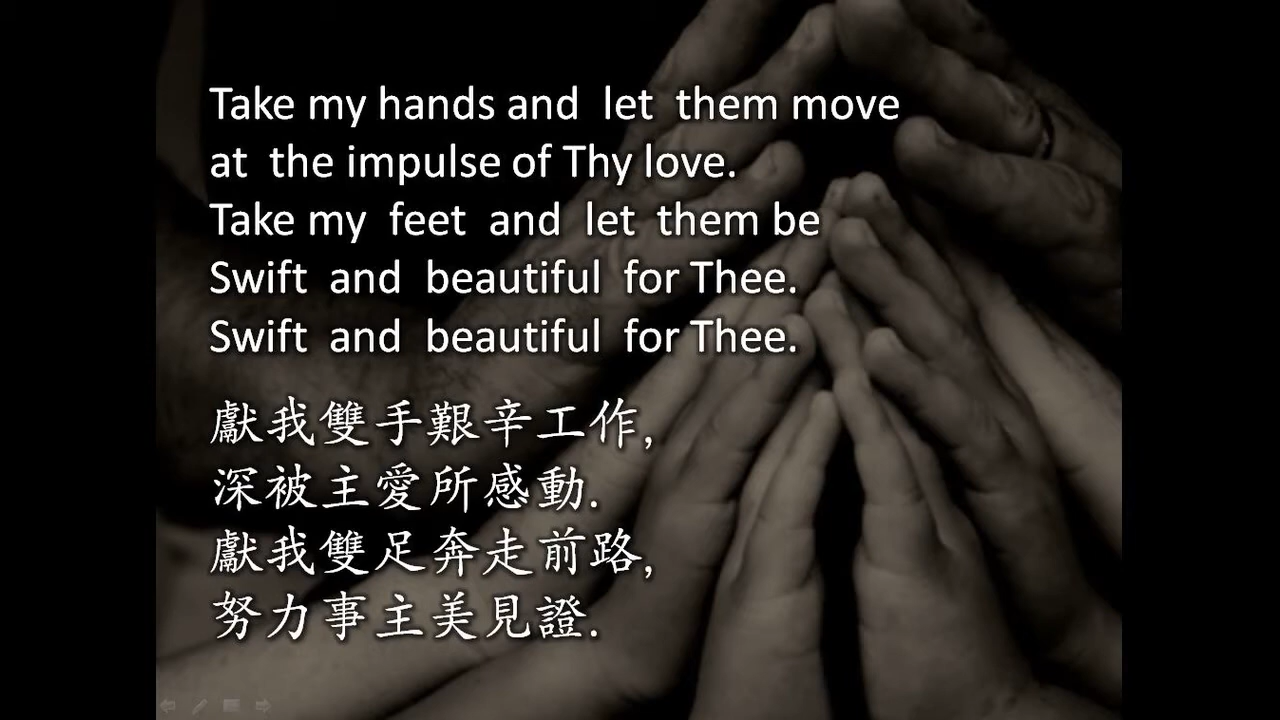 Take my hands and let them move
at the impulse of Thy love.
Take my feet and let them be
Swift and beautiful for Thee.
Swift and beautiful for Thee.
獻我雙手艱辛工作,
深被主愛所感動.
獻我雙足奔走前路,
努力事主美見證.